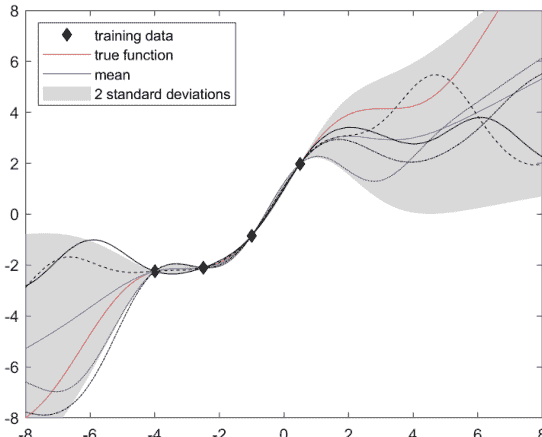 8
6
4
2
0
-2
-4
-6
-8
training data
true function
mean
2 standard deviations
-8 -6 -4 -2 0 2 4 6 8